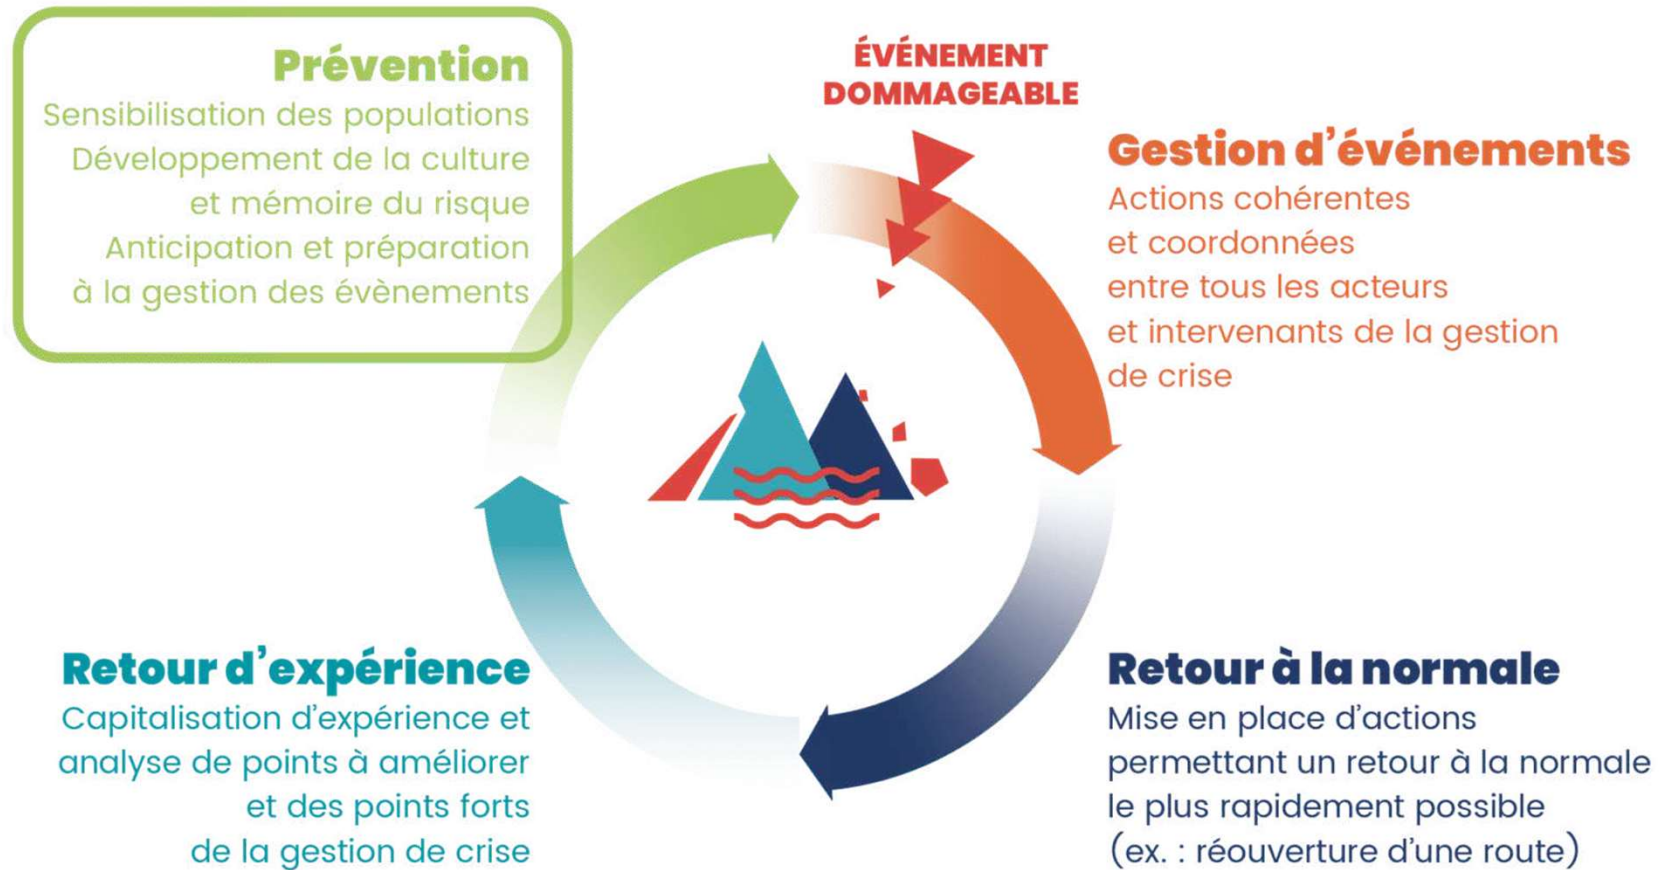 Prévention
Sensibilisation des populations
Développement de la culture
et mémoire du risque
Anticipation et préparation
à la gestion des évènements
ÉVÉNEMENT
DOMMAGEABLE
Gestion d’événements
Actions cohérentes
et coordonnées
entre tous les acteurs
et intervenants de la gestion
de crise
Retour d’expérience
Capitalisation d’expérience et
analyse de points à améliorer
et des points forts
de la gestion de crise
Retour à la normale
Mise en place d’actions
permettant un retour à la normale
le plus rapidement possible
(ex. : réouverture d’une route)